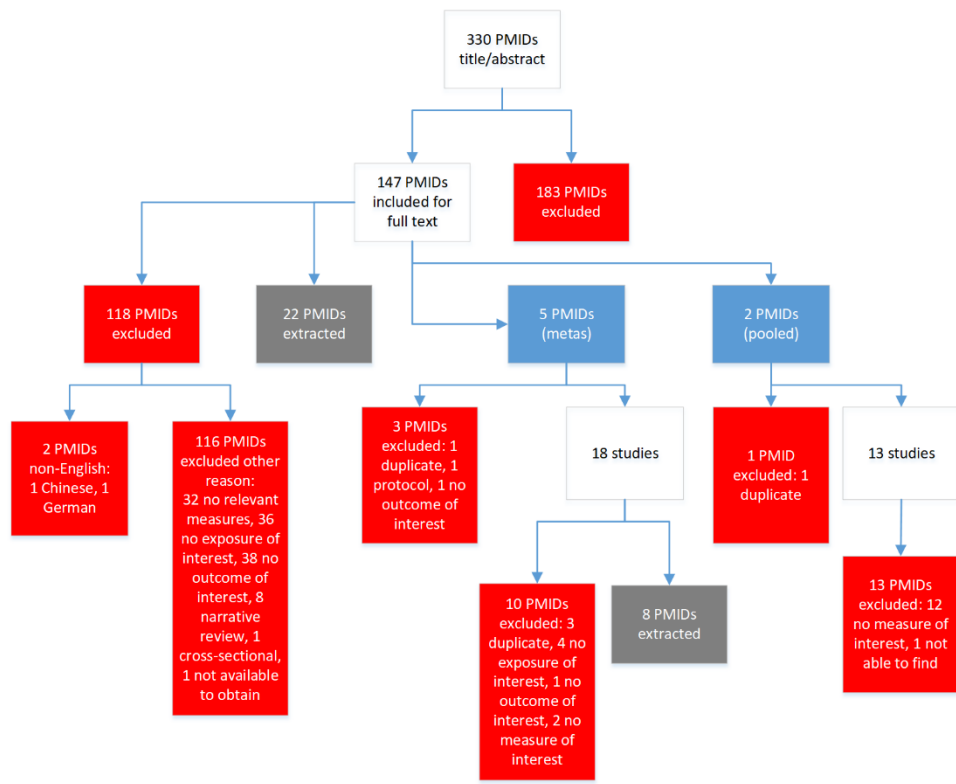 330 PMIDs
title/abstract
147 PMIDs
included for
full text
183 PMIDs
excluded
118 PMIDs
excluded
22 PMIDs
extracted
5 PMIDs
(metas)
2 PMIDs
(pooled)
2 PMIDs
non-English:
1 Chinese, 1
German
116 PMIDs
excluded other
reason:
32 no relevant
measures, 36
no exposure of
interest, 38 no
outcome of
interest, 8
narrative
review, 1
cross-sectional,
1 not available
to obtain
3 PMIDs
excluded: 1
duplicate, 1
protocol, 1 no
outcome of
interest
18 studies
1 PMID
excluded: 1
duplicate
13 studies
10 PMIDs
excluded: 3
duplicate, 4 no
exposure of
interest, 1 no
outcome of
interest, 2 no
measure of
interest
8 PMIDs
extracted
13 PMIDs
excluded: 12
no measure of
interest, 1 not
able to find